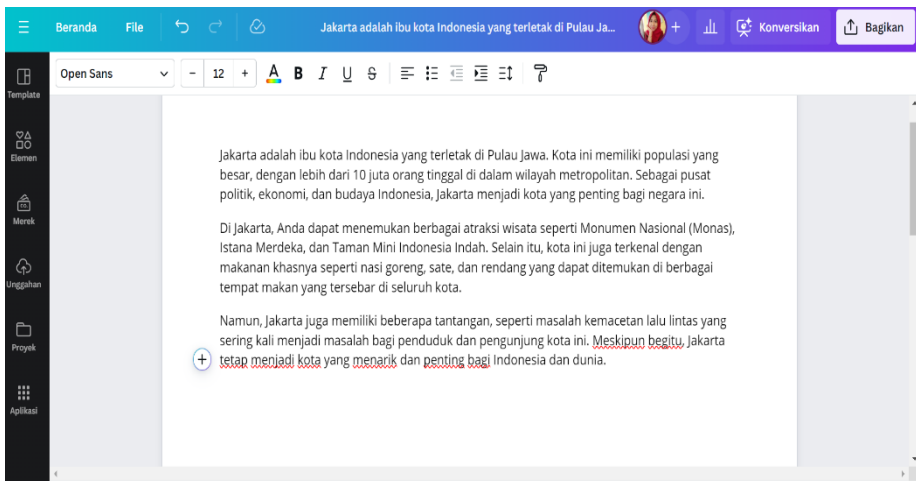 Beranda File Jakarta adalah ibu kota Indonesia yang terletak di Pulau Ja... + Konversikan Bagikan
Open Sans - 12 + A B I U S
Template
Elemen
Merek
Unggahan
Proyek
Aplikasi
Jakarta adalah ibu kota Indonesia yang terletak di Pulau Jawa. Kota ini memiliki populasi yang
besar, dengan lebih dari 10 juta orang tinggal di dalam wilayah metropolitan. Sebagai pusat
politik, ekonomi, dan budaya Indonesia, Jakarta menjadi kota yang penting bagi negara ini.
Di Jakarta, Anda dapat menemukan berbagai atraksi wisata seperti Monumen Nasional (Monas),
Istana Merdeka, dan Taman Mini Indonesia Indah. Selain itu, kota ini juga terkenal dengan
makanan khasnya seperti nasi goreng, sate, dan rendang yang dapat ditemukan di berbagai
tempat makan yang tersebar di seluruh kota.
Namun, Jakarta juga memiliki beberapa tantangan, seperti masalah kemacetan lalu lintas yang
sering kali menjadi masalah bagi penduduk dan pengunjung kota ini. Meskipun begitu, Jakarta
tetap menjadi kota yang menarik dan penting bagi Indonesia dan dunia.